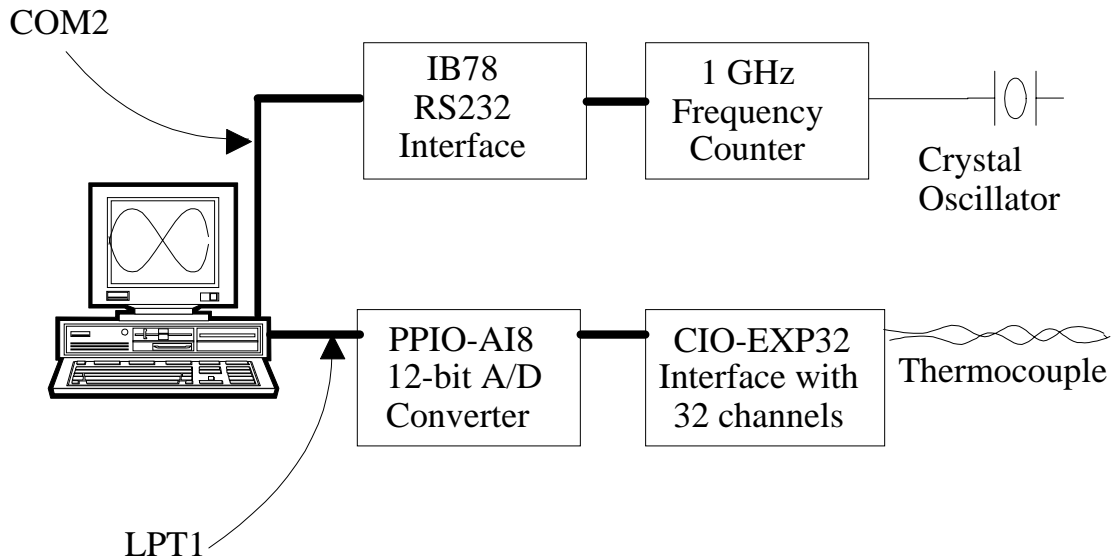 COM2
IB78
RS232
Interface
1 GHz
Frequency
Counter
Crystal
Oscillator
PPIO-AI8
12-bit A/D
Converter
CIO-EXP32
Interface with
32 channels
Thermocouple
LPT1